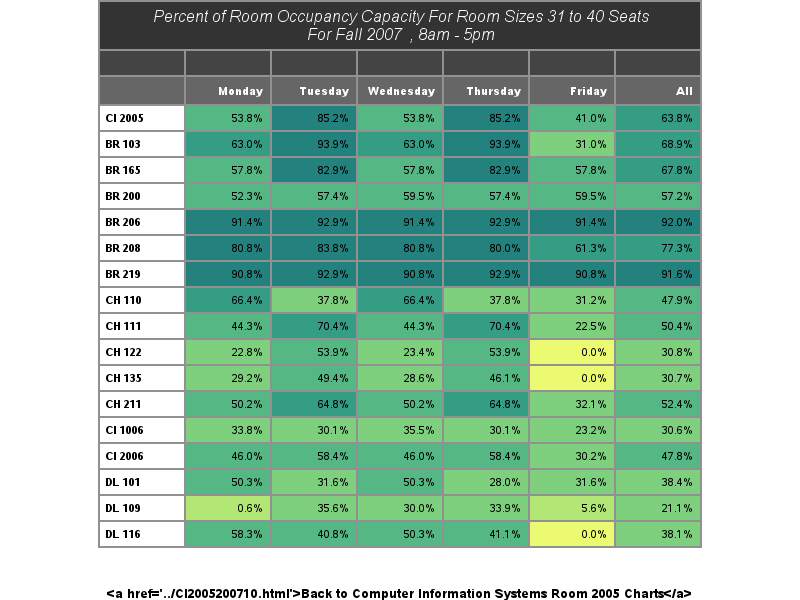 Percent of Room Occupancy Capacity For Room Sizes 31 to 40 Seats
For Fall 2007 , 8am - 5pm
Monday Tuesday Wednesday Thursday Friday All
CI 2005 53.8% 85.2% 53.8% 85.2% 41.0% 63.8%
BR 103 63.0% 93.9% 63.0% 93.9% 31.0% 68.9%
BR 165 57.8% 82.9% 57.8% 82.9% 57.8% 67.8%
BR 200 52.3% 57.4% 59.5% 57.4% 59.5% 57.2%
BR 206 91.4% 92.9% 91.4% 92.9% 91.4% 92.0%
BR 208 80.8% 83.8% 80.8% 80.0% 61.3% 77.3%
BR 219 90.8% 92.9% 90.8% 92.9% 90.8% 91.6%
CH 110 66.4% 37.8% 66.4% 37.8% 31.2% 47.9%
CH 111 44.3% 70.4% 44.3% 70.4% 22.5% 50.4%
CH 122 22.8% 53.9% 23.4% 53.9% 0.0% 30.8%
CH 135 29.2% 49.4% 28.6% 46.1% 0.0% 30.7%
CH 211 50.2% 64.8% 50.2% 64.8% 32.1% 52.4%
CI 1006 33.8% 30.1% 35.5% 30.1% 23.2% 30.6%
CI 2006 46.0% 58.4% 46.0% 58.4% 30.2% 47.8%
DL 101 50.3% 31.6% 50.3% 28.0% 31.6% 38.4%
DL 109 0.6% 35.6% 30.0% 33.9% 5.6% 21.1%
DL 116 58.3% 40.8% 50.3% 41.1% 0.0% 38.1%
<a href='../CI2005200710.html'>Back to Computer Information Systems Room 2005 Charts</a>